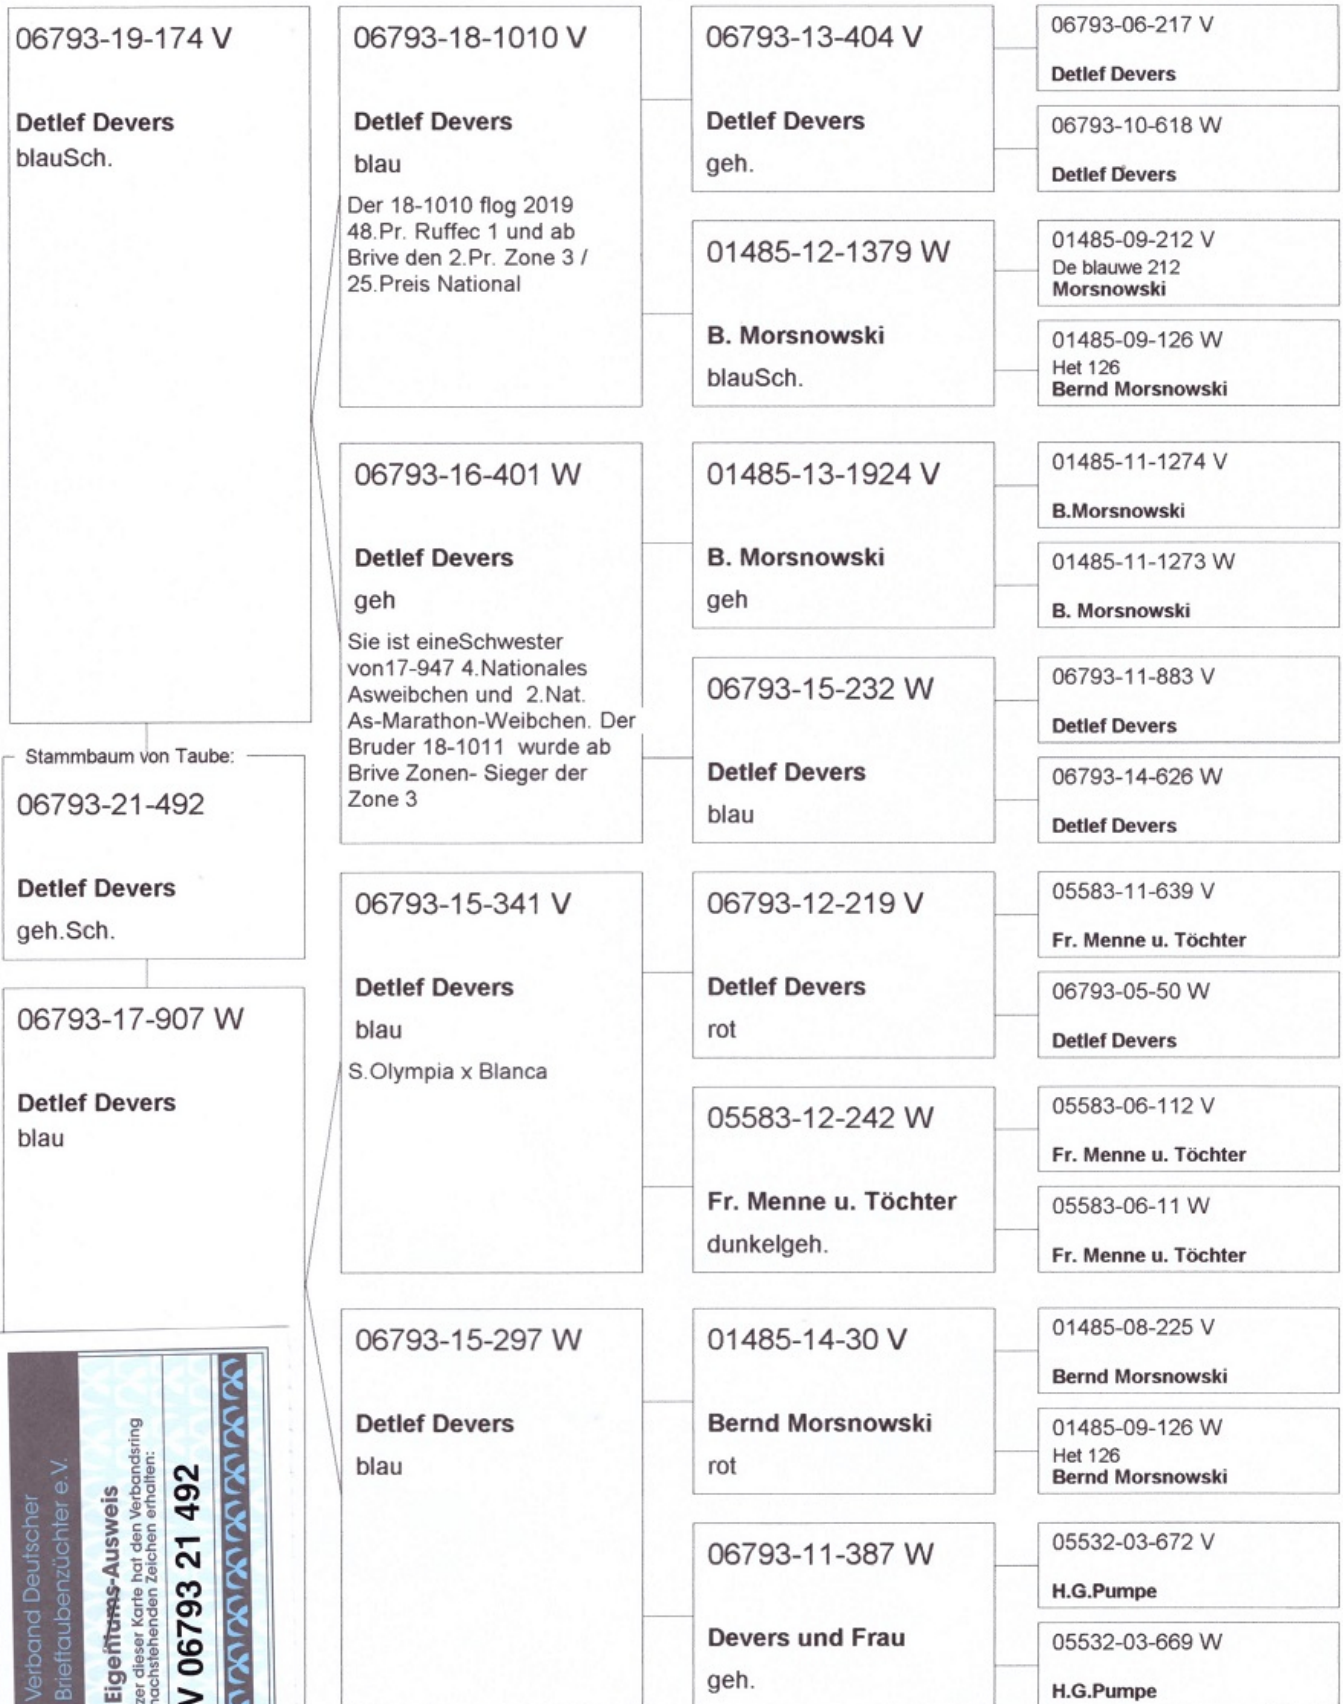 06793-19-174 V
Detlef Devers
blauSch.
Stammbaum von Taube:
06793-21-492
Detlef Devers
geh.Sch.
06793-17-907 W
Detlef Devers
blau
06793-18-1010 V
Detlef Devers
blau
Der 18-1010 flog 2019
48.Pr. Ruffec 1 und ab
Brive den 2.Pr. Zone 3 /
25.Preis National
06793-16-401 W
Detlef Devers
geh
Sie ist eineSchwester
von17-947 4.Nationales
Asweibchen und 2.Nat.
As-Marathon-Weibchen. Der
Bruder 18-1011 wurde ab
Brive Zonen- Sieger der
Zone 3
06793-15-341 V
Detlef Devers
blau
S.Olympia x Blanca
06793-15-297 W
Detlef Devers
blau
06793-13-404 V
Detlef Devers
geh.
01485-12-1379 W
B. Morsnowski
blauSch.
01485-13-1924 V
B. Morsnowski
geh
06793-15-232 W
Detlef Devers
blau
06793-12-219 V
Detlef Devers
rot
05583-12-242 W
Fr. Menne u. Töchter
dunkelgeh.
01485-14-30 V
Bernd Morsnowski
rot
06793-11-387 W
Devers und Frau
geh.
06793-06-217 V
Detlef Devers
06793-10-618 W
Detlef Devers
01485-09-212 V
De blauwe 212
Morsnowski
01485-09-126 W
Het 126
Bernd Morsnowski
01485-11-1274 V
B.Morsnowski
01485-11-1273 W
B. Morsnowski
06793-11-883 V
Detlef Devers
06793-14-626 W
Detlef Devers
05583-11-639 V
Fr. Menne u. Töchter
06793-05-50 W
Detlef Devers
05583-06-112 V
Fr. Menne u. Töchter
05583-06-11 W
Fr. Menne u. Töchter
01485-08-225 V
Bernd Morsnowski
01485-09-126 W
Het 126
Bernd Morsnowski
05532-03-672 V
H.G.Pumpe
05532-03-669 W
H.G.Pumpe
Verband Deutscher
Brieftaubenzüchter e.V.
Eigentums-Ausweis
zer dieser Karte hat den Verbandsring
nachstehenden Zeichen erhalten:
V 06793 21 492